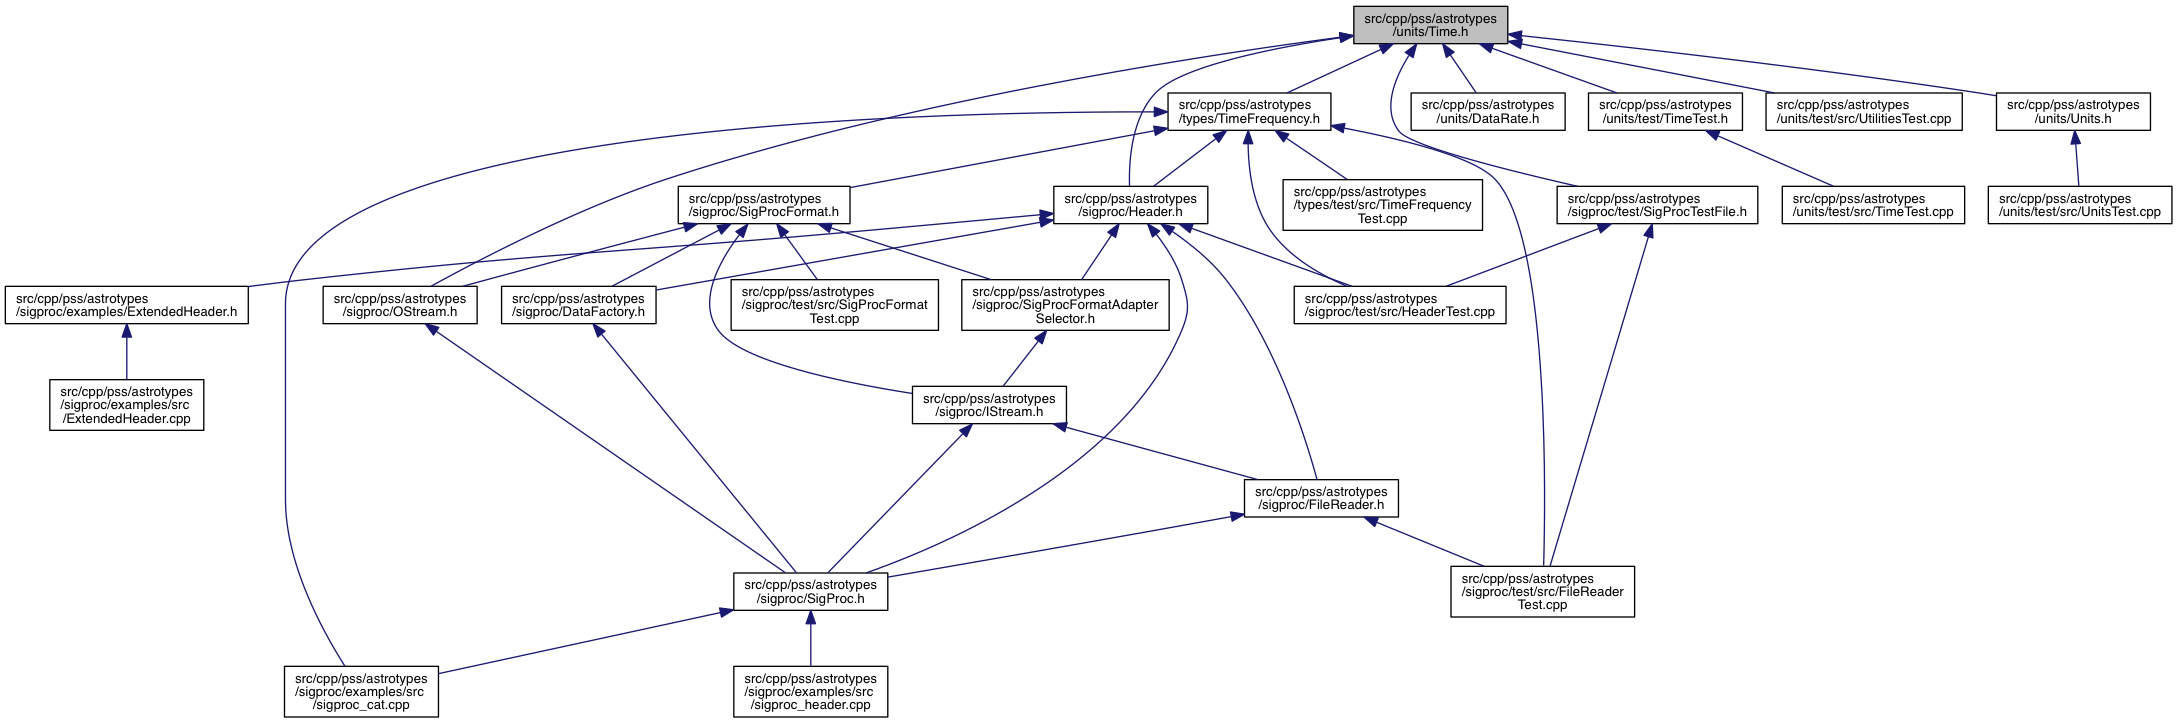 src/cpp/pss/astrotypes
/units/Time.h
src/cpp/pss/astrotypes
/types/TimeFrequency.h
src/cpp/pss/astrotypes
/units/DataRate.h
src/cpp/pss/astrotypes
/units/test/TimeTest.h
src/cpp/pss/astrotypes
/units/test/src/UtilitiesTest.cpp
src/cpp/pss/astrotypes
/units/Units.h
src/cpp/pss/astrotypes
/sigproc/SigProcFormat.h
src/cpp/pss/astrotypes
/sigproc/Header.h
src/cpp/pss/astrotypes
/types/test/src/TimeFrequency
Test.cpp
src/cpp/pss/astrotypes
/sigproc/test/SigProcTestFile.h
src/cpp/pss/astrotypes
/units/test/src/TimeTest.cpp
src/cpp/pss/astrotypes
/units/test/src/UnitsTest.cpp
src/cpp/pss/astrotypes
/sigproc/examples/ExtendedHeader.h
src/cpp/pss/astrotypes
/sigproc/OStream.h
src/cpp/pss/astrotypes
/sigproc/DataFactory.h
src/cpp/pss/astrotypes
/sigproc/test/src/SigProcFormat
Test.cpp
src/cpp/pss/astrotypes
/sigproc/SigProcFormatAdapter
Selector.h
src/cpp/pss/astrotypes
/sigproc/test/src/HeaderTest.cpp
src/cpp/pss/astrotypes
/sigproc/examples/src
/ExtendedHeader.cpp
src/cpp/pss/astrotypes
/sigproc/IStream.h
src/cpp/pss/astrotypes
/sigproc/FileReader.h
src/cpp/pss/astrotypes
/sigproc/SigProc.h
src/cpp/pss/astrotypes
/sigproc/test/src/FileReader
Test.cpp
src/cpp/pss/astrotypes
/sigproc/examples/src
/sigproc_cat.cpp
src/cpp/pss/astrotypes
/sigproc/examples/src
/sigproc_header.cpp